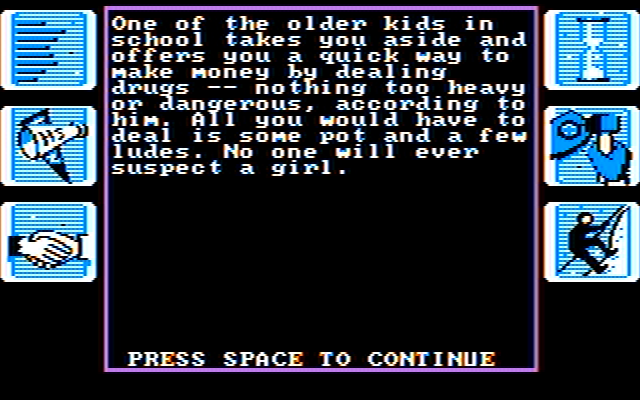 One of the older kids in
school takes you aside and
offers you a quick way to
make money by dealing
drugs -- nothing too heavy
or dangerous, according to
him. All you would have to
deal is some pot and a few
ludes. No one will ever
suspect a girl.
PRESS SPACE TO CONTINUE